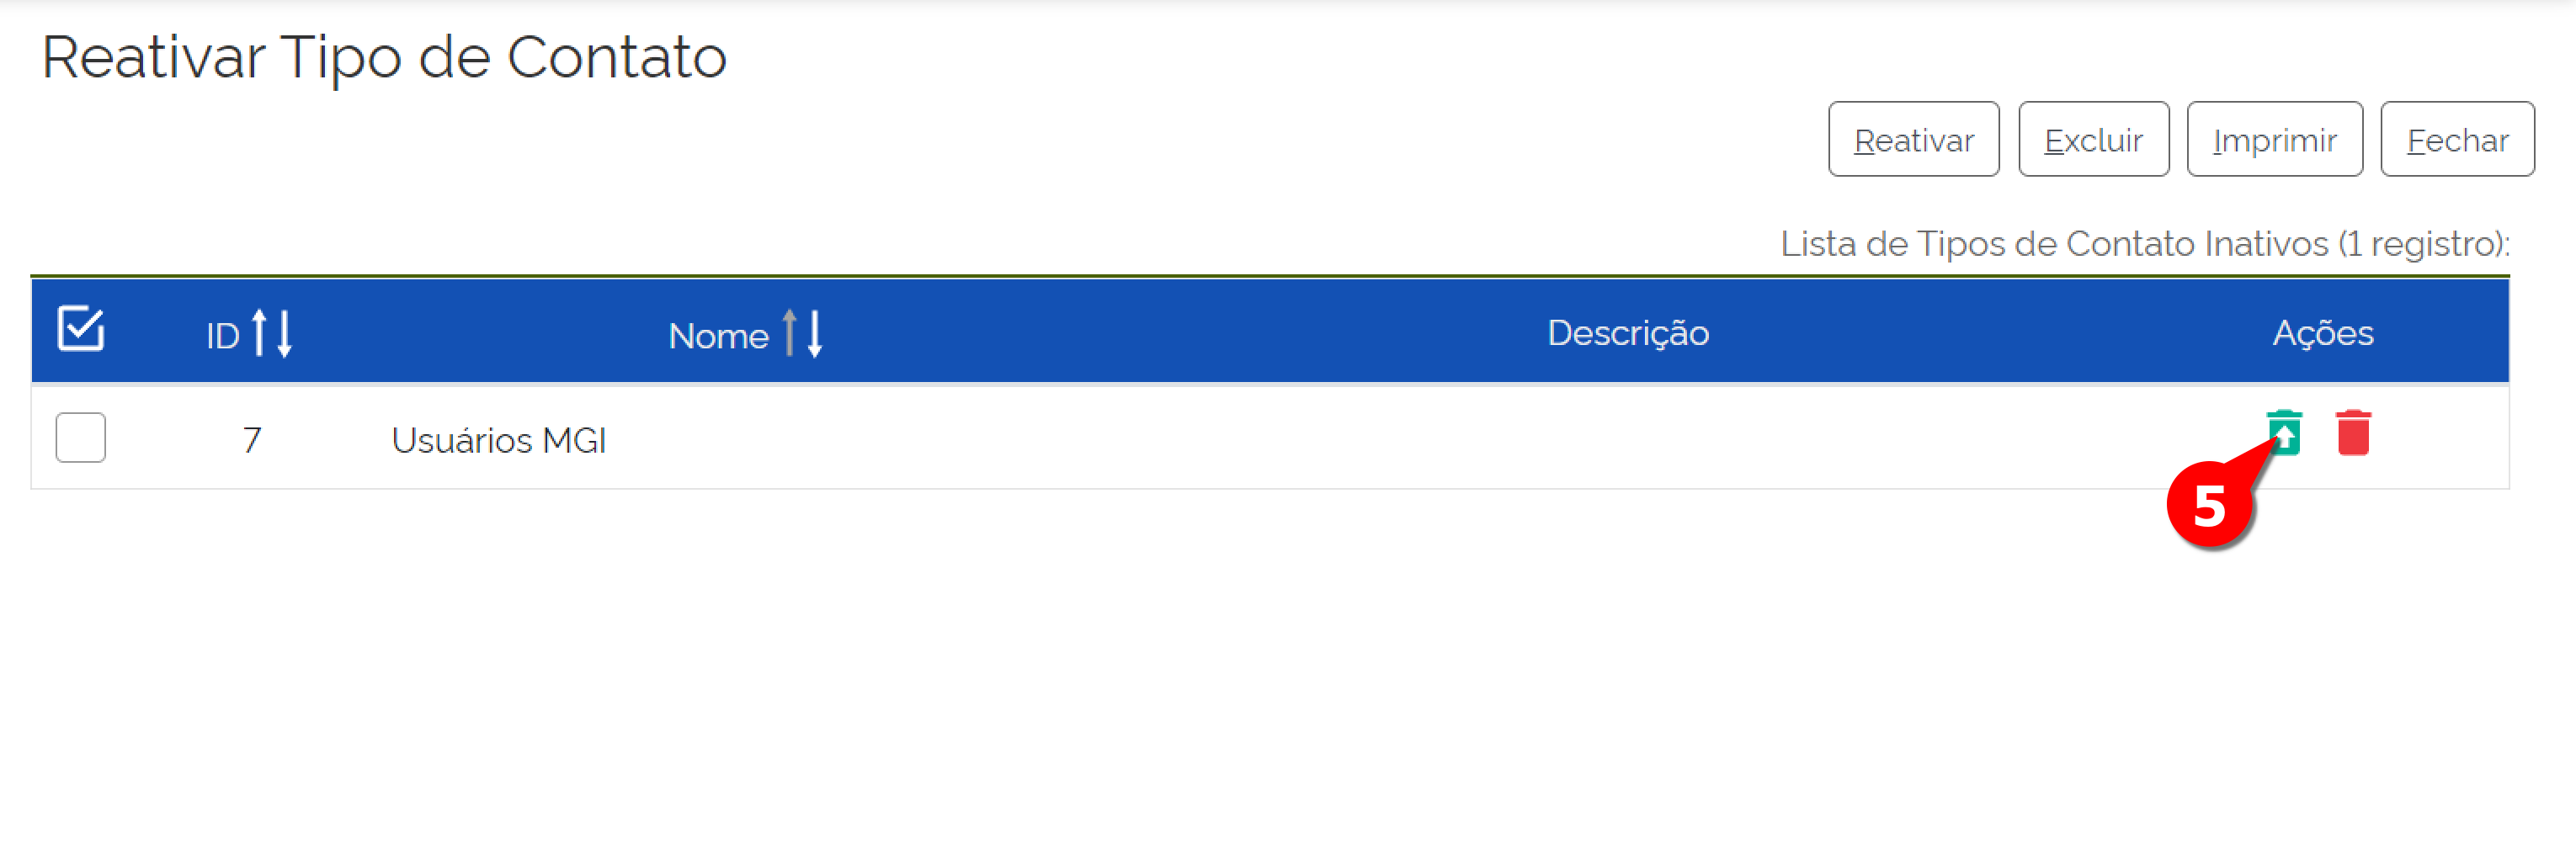 Reativar Tipo de Contato
Reativar Excluir Imprimir Fechar
Lista de Tipos de Contato Inativos (1 registro):
ID Nome Descrição Ações
7 Usuários MGI
5